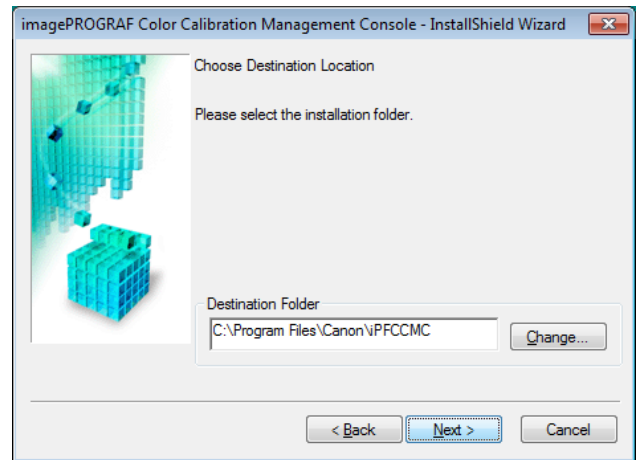 imagePROGRAF Color Calibration Management Console - InstallShield Wizard
Choose Destination Location
Please select the installation folder.
Destination Folder
C:\Program Files\Canon\iPFCCMC
Change...
< Back
Next >
Cancel